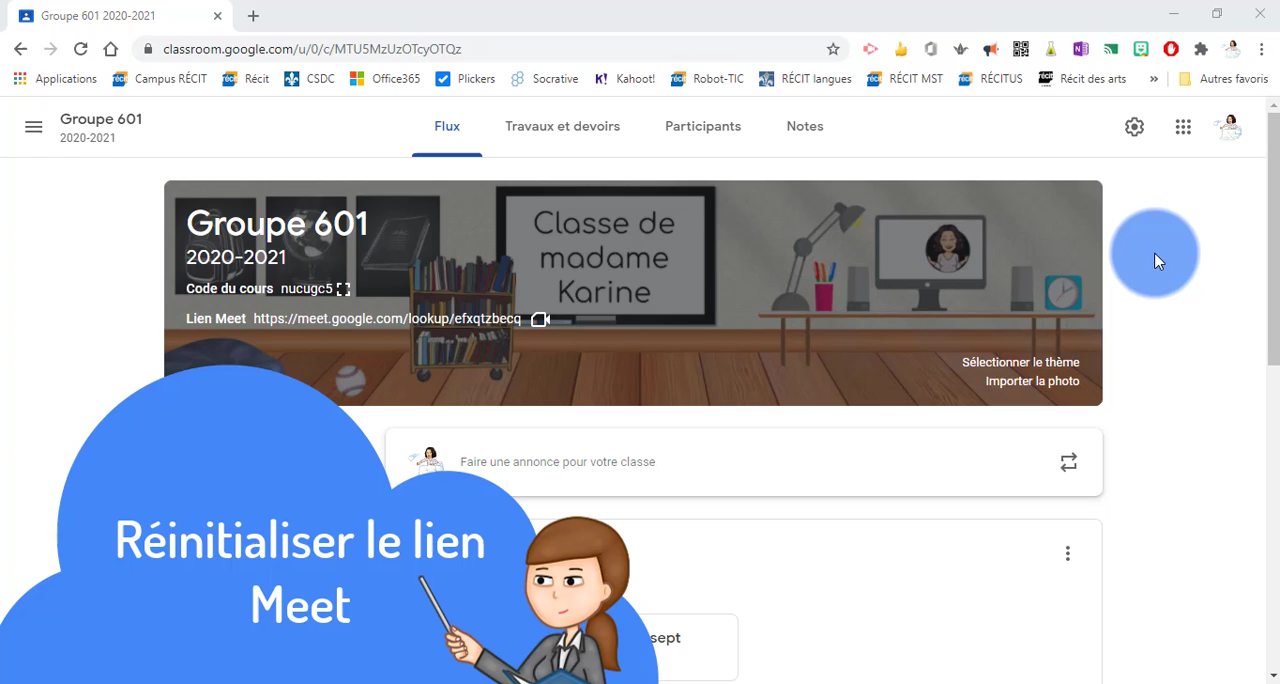 Groupe 601 2020-2021
classroom.google.com/u/0/c/MTU5MzUzOTcyOTQz
Applications Campus RÉCIT Récit CSDC Office365 Plickers Socrative K! Kahoot! Robot-TIC RÉCIT langues RÉCIT MST RÉCITUS Récit des arts » Autres favoris
Groupe 601
2020-2021
Flux Travaux et devoirs Participants Notes
Groupe 601
2020-2021
Code du cours nucugc5
Lien Meet https://meet.google.com/lookup/efxqtzbecq
Classe de
madame
Karine
Sélectionner le thème
Importer la photo
Faire une annonce pour votre classe
Réinitialiser le lien
Meet
sept